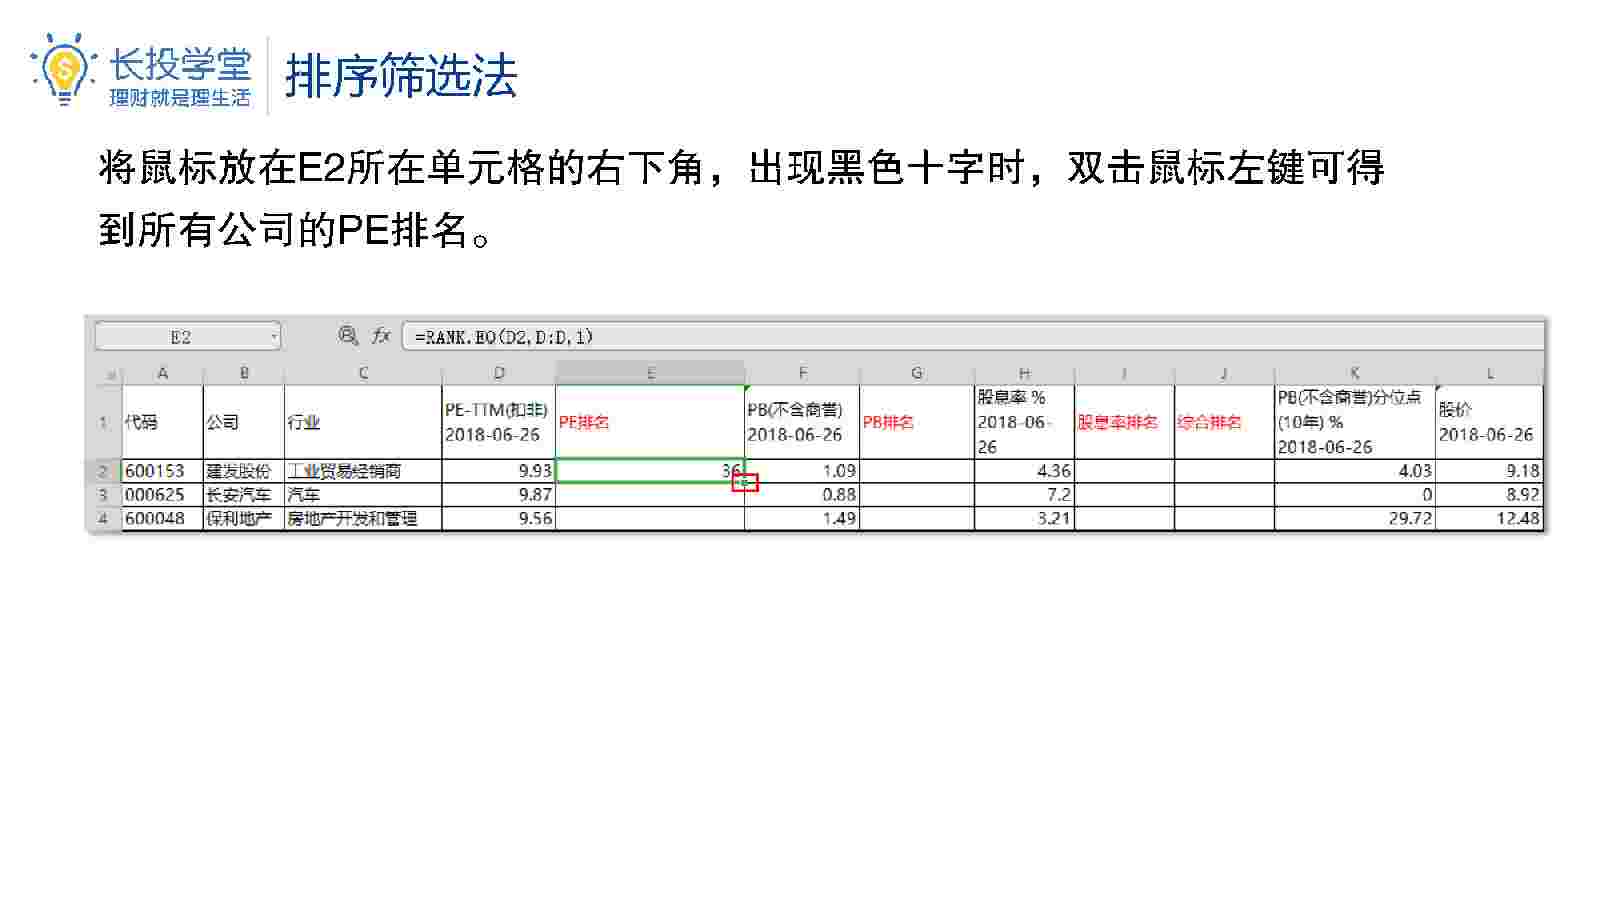 长投学堂
理财就是理生活
排序筛选法
将鼠标放在E2所在单元格的右下角，出现黑色十字时，双击鼠标左键可得
到所有公司的PE排名。
E2 fx =RANK.EQ(D2,D:D,1)
A B C D E F G H I J K L
1 代码 公司 行业 PE-TTM(扣非) 2018-06-26 PE排名 PB(不含商誉) 2018-06-26 PB排名 股息率 % 2018-06-26 股息率排名 综合排名 PB(不含商誉)分位点(10年) % 2018-06-26 股价 2018-06-26
2 600153 建发股份 工业贸易经销商 9.93 36 1.09 4.36 4.03 9.18
3 000625 长安汽车 汽车 9.87 0.88 7.2 0 8.92
4 600048 保利地产 房地产开发和管理 9.56 1.49 3.21 29.72 12.48